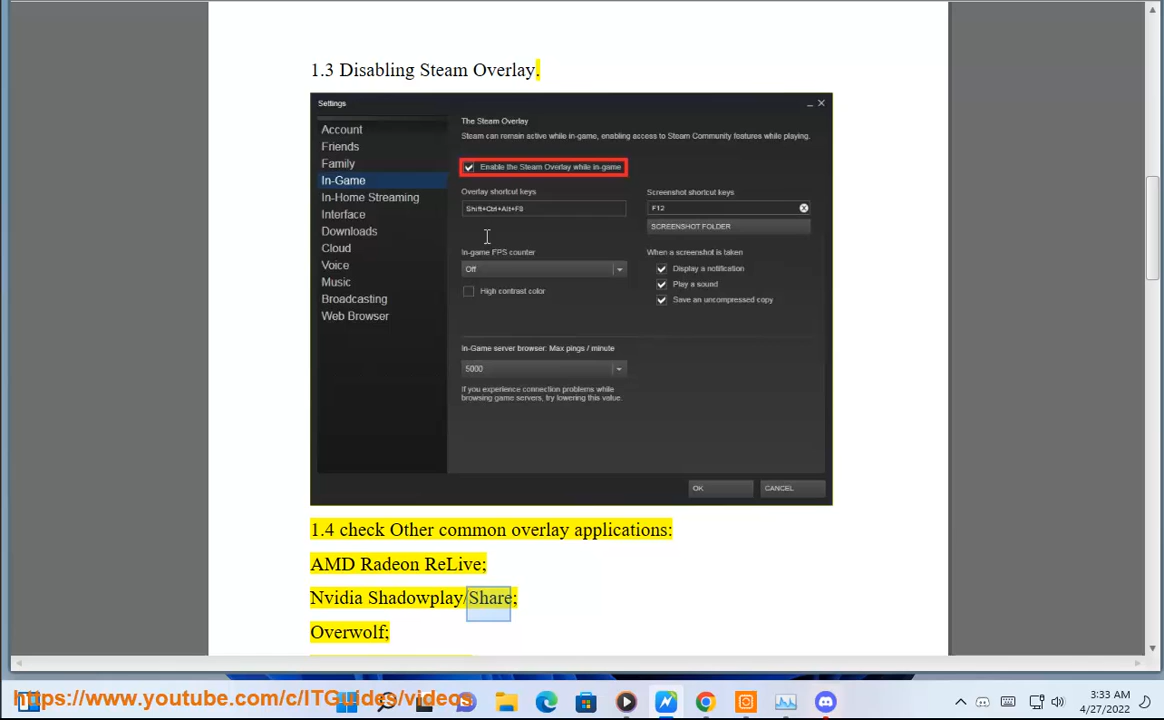 1.3 Disabling Steam Overlay.
Settings
Account
Friends
Family
In-Game
In-Home Streaming
Interface
Downloads
Cloud
Voice
Music
Broadcasting
Web Browser
The Steam Overlay
Steam can remain active while in-game, enabling access to Steam Community features while playing.
Enable the Steam Overlay while in-game
Overlay shortcut keys
Shift+Ctrl+Alt+F8
Screenshot shortcut keys
F12
SCREENSHOT FOLDER
In-game FPS counter
Off
High contrast color
When a screenshot is taken
Display a notification
Play a sound
Save an uncompressed copy
In-Game server browser: Max pings / minute
5000
If you experience connection problems while
browsing game servers, try lowering this value.
OK
CANCEL
1.4 check Other common overlay applications:
AMD Radeon ReLive;
Nvidia Shadowplay/Share;
Overwolf;
https://www.youtube.com/c/ITGuides/videos
3:33 AM
4/27/2022